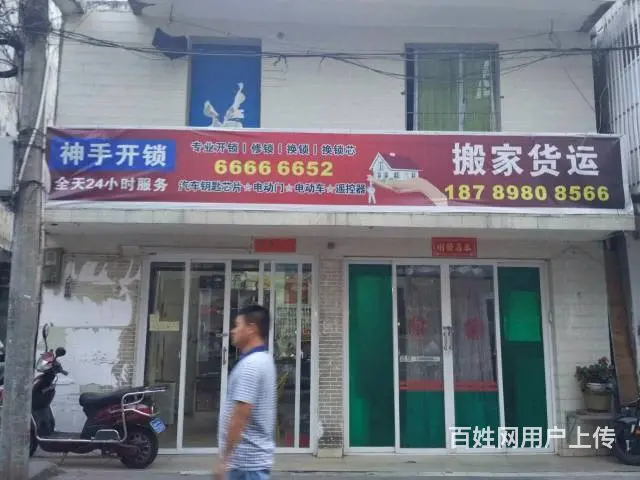 神手开锁
全天24小时服务
专业开锁 | 修锁 | 换锁 | 换锁芯
6666 6652
汽车钥匙芯片☆电动门☆电动车☆遥控器
搬家货运
187 8980 8566
百姓网用户上传